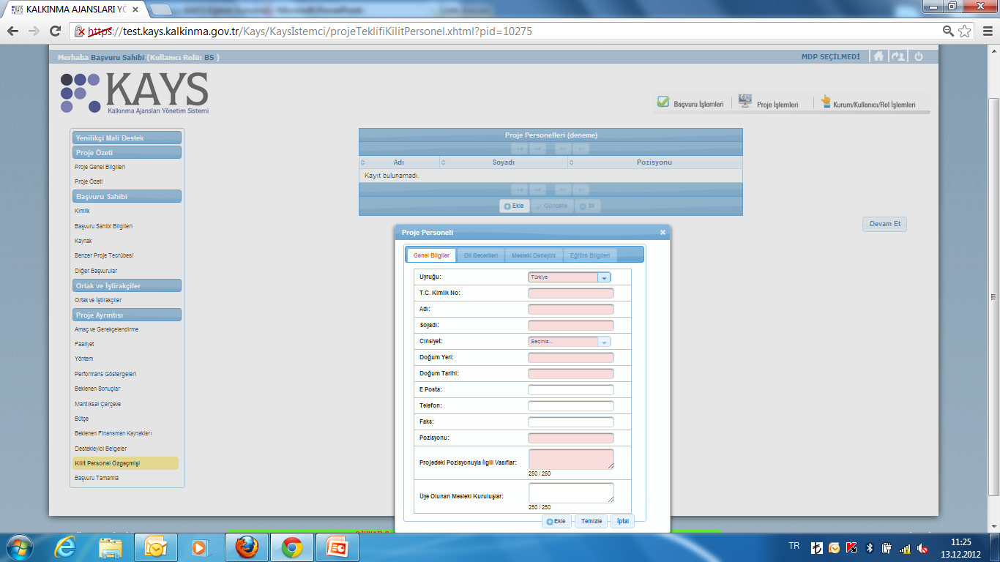 KALKINMA AJANSLARI YÖ
https://test.kays.kalkinma.gov.tr/Kays/KaysIstemci/projeTeklifiKilitPersonel.xhtml?pid=10275
Merhaba Başvuru Sahibi (Kullanıcı Rolü: BS )
MDP SEÇİLMEDİ
KAYS
Kalkınma Ajansları Yönetim Sistemi
Başvuru İşlemleri
Proje İşlemleri
Kurum/Kullanıcı/Rol İşlemleri
Yenilikçi Mali Destek
Proje Özeti
Proje Genel Bilgileri
Proje Özeti
Başvuru Sahibi
Kimlik
Başvuru Sahibi Bilgileri
Kaynak
Benzer Proje Tecrübesi
Diğer Başvurular
Ortak ve İştirakçiler
Ortak ve İştirakçiler
Proje Ayrıntısı
Amaç ve Gerekçelendirme
Faaliyet
Yöntem
Performans Göstergeleri
Beklenen Sonuçlar
Mantıksal Çerçeve
Bütçe
Beklenen Finansman Kaynakları
Destekleyici Belgeler
Kilit Personel Özgeçmişi
Başvuru Tamamla
Proje Personelleri (deneme)
Adı Soyadı Pozisyonu
Kayıt bulunamadı.
Ekle Güncelle Sil
Devam Et
Proje Personeli
Genel Bilgiler Dil Becerileri Mesleki Deneyim Eğitim Bilgileri
Uyruğu: Türkiye
T.C. Kimlik No:
Adı:
Soyadı:
Cinsiyet: Seçiniz...
Doğum Yeri:
Doğum Tarihi:
E Posta:
Telefon:
Faks:
Pozisyonu:
Projedeki Pozisyonuyla İlgili Vasıflar:
250 / 250
Üye Olunan Mesleki Kuruluşlar:
250 / 250
Ekle Temizle İptal
TR
11:25
13.12.2012